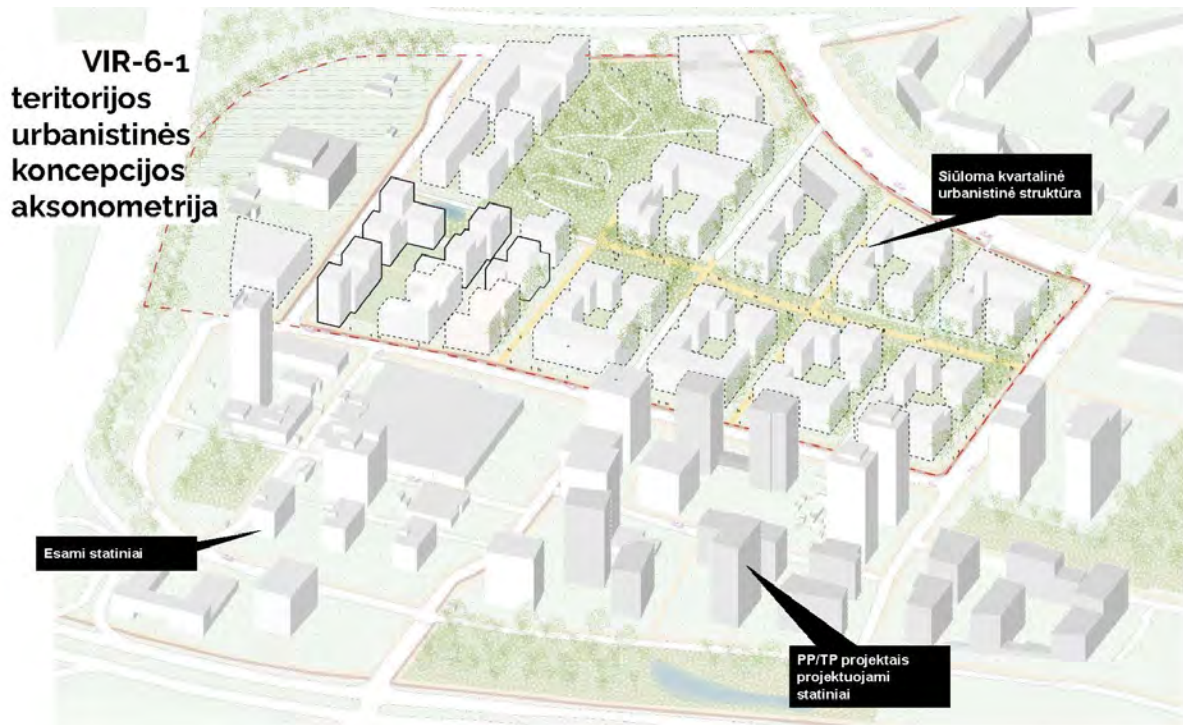 VIR-6-1
teritorijos
urbanistinės
koncepcijos
aksonometrija
Siūloma kvartalinė
urbanistinė struktūra
Esami statiniai
PP/TP projektais
projektuojami
statiniai